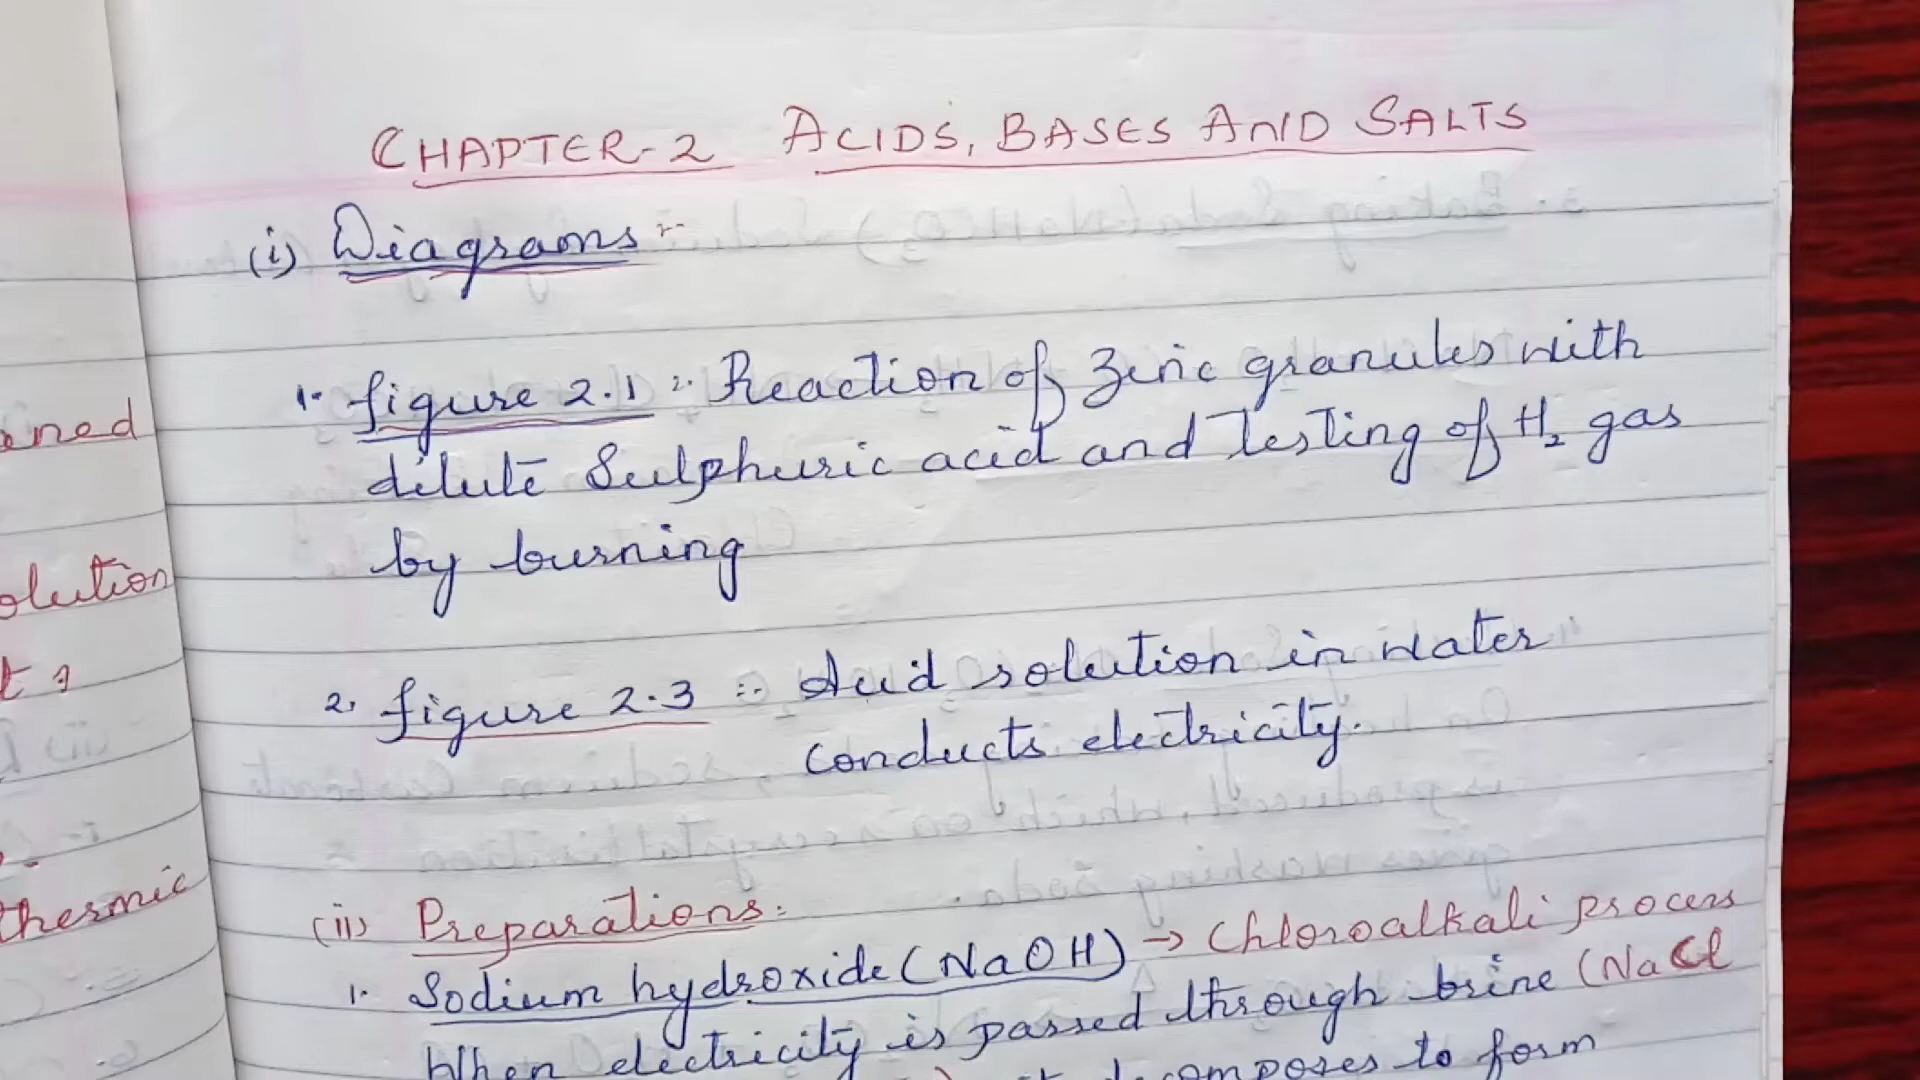 CHAPTER-2 ACIDS, BASES AND SALTS
(i) Diagrams:-
1. figure 2.1 :- Reaction of Zinc granules with
dilute Sulphuric acid and Testing of H₂ gas
by burning
2. figure 2.3 :- Acid solution in water
conducts electricity.
(ii) Preparations:
1. Sodium hydroxide (NaOH) → Chloroalkali process
When electricity is passed through brine (NaCl
decomposes to form
ned
olution
thermic